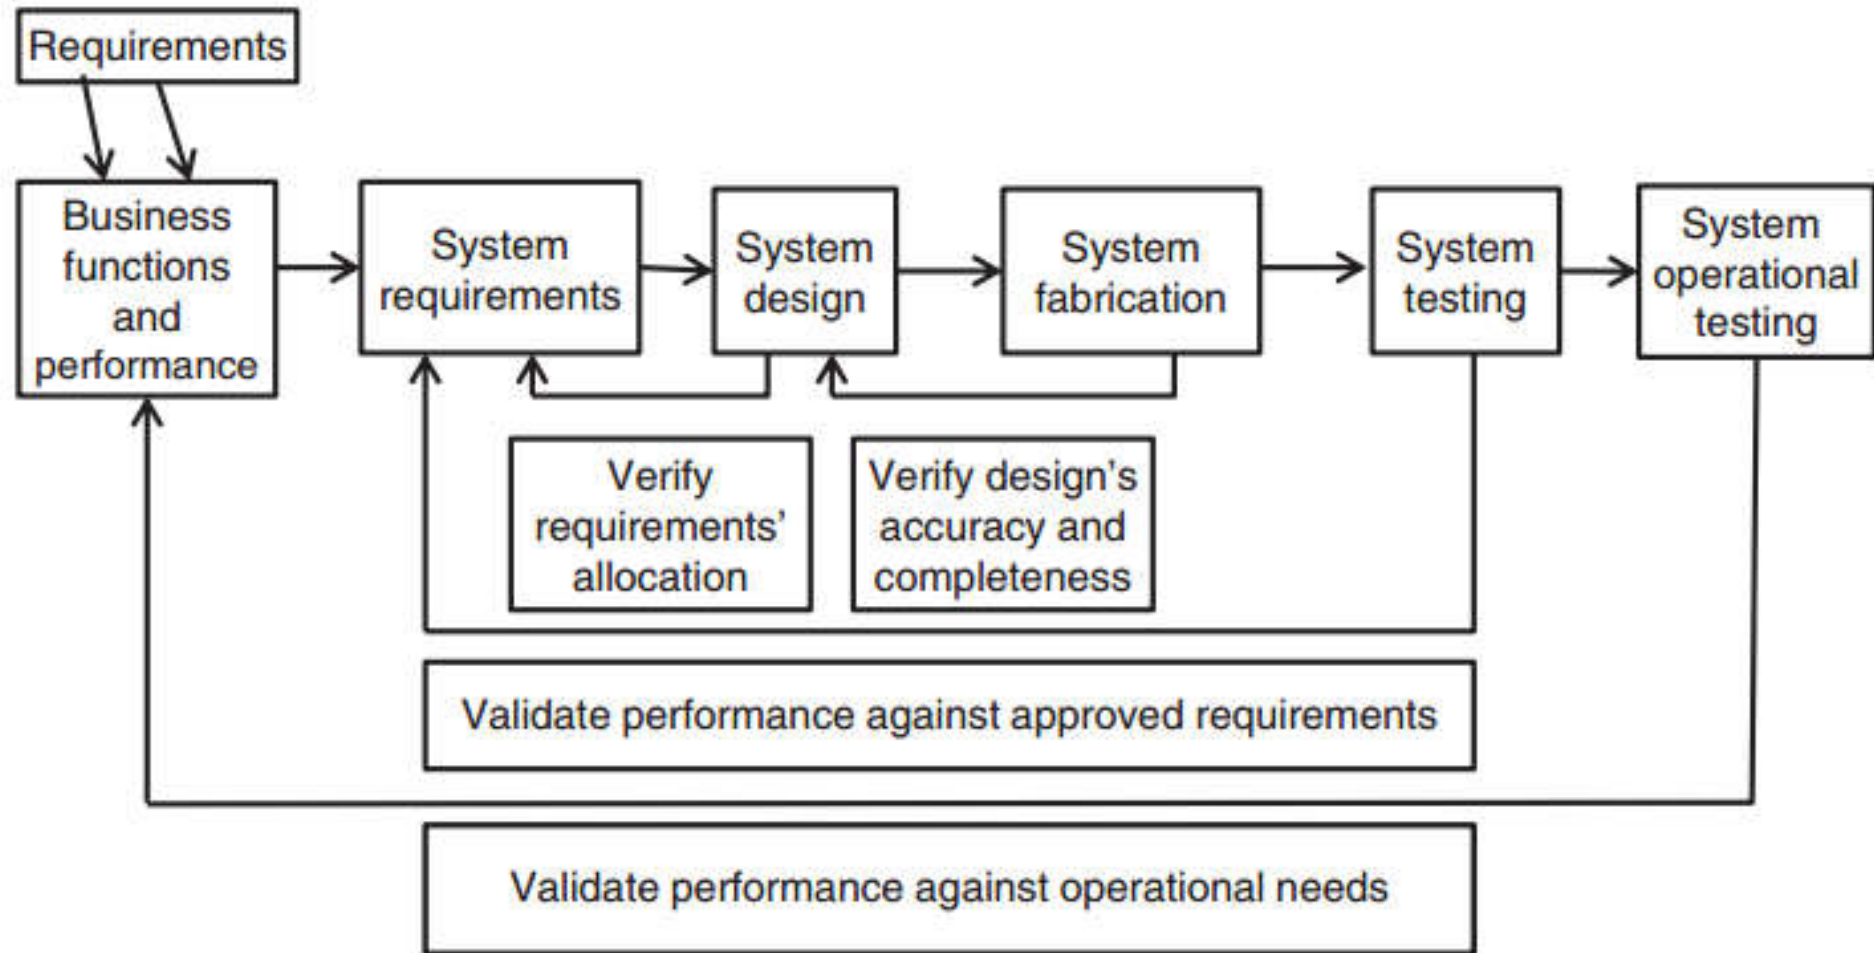 Requirements
Business
functions
and
performance
System
requirements
System
design
System
fabrication
System
testing
System
operational
testing
Verify
requirements’
allocation
Verify design’s
accuracy and
completeness
Validate performance against approved requirements
Validate performance against operational needs